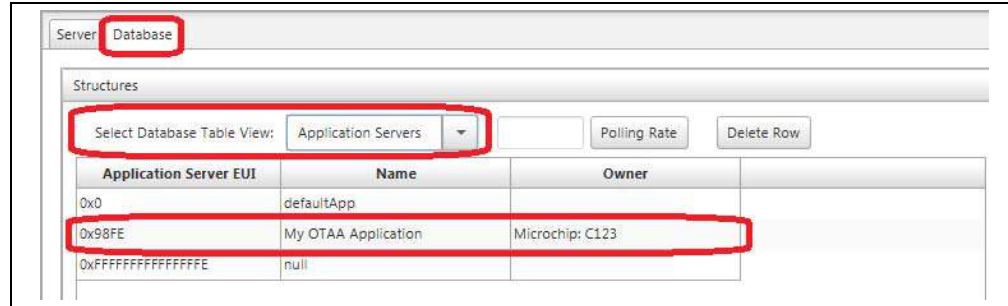 Server Database
Structures
Select Database Table View: Application Servers Polling Rate Delete Row
Application Server EUI Name Owner
0x0 defaultApp
0x98FE My OTAA Application Microchip: C123
0xFFFFFFFFFFFFFFFE null